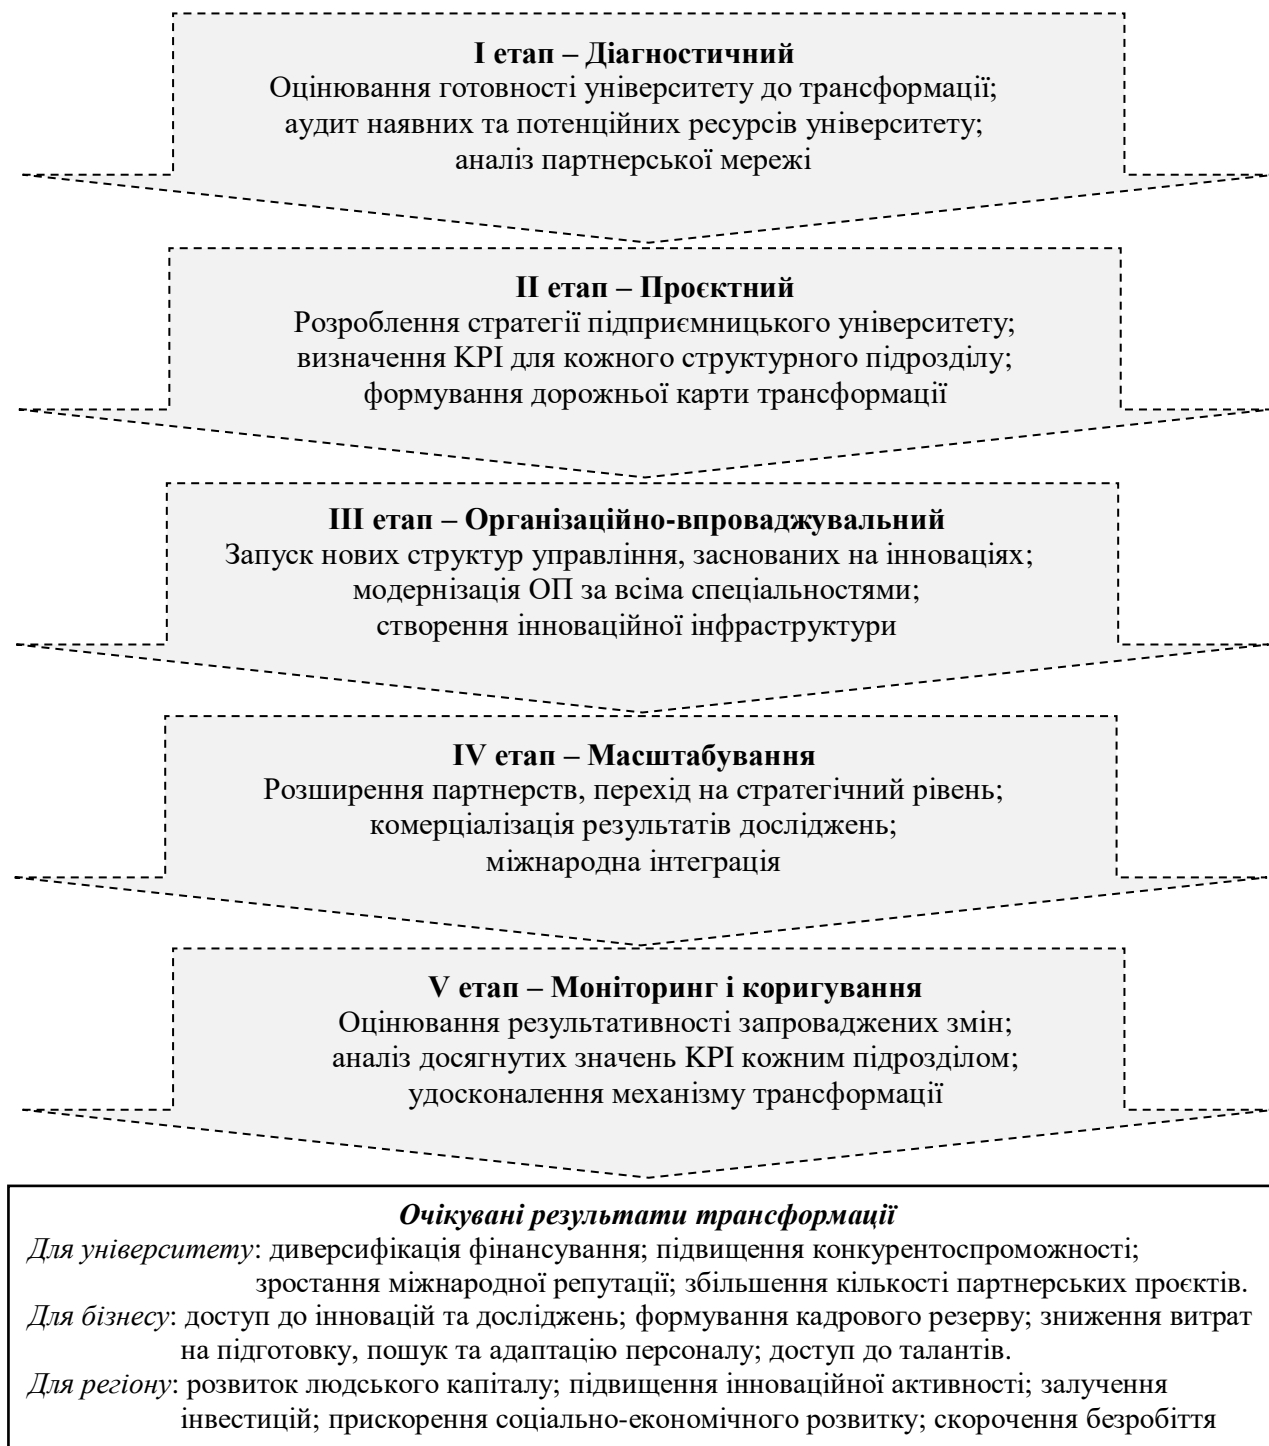 I етап – Діагностичний
Оцінювання готовності університету до трансформації;
аудит наявних та потенційних ресурсів університету;
аналіз партнерської мережі
II етап – Проєктний
Розроблення стратегії підприємницького університету;
визначення KPI для кожного структурного підрозділу;
формування дорожньої карти трансформації
III етап – Організаційно-впроваджувальний
Запуск нових структур управління, заснованих на інноваціях;
модернізація ОП за всіма спеціальностями;
створення інноваційної інфраструктури
IV етап – Масштабування
Розширення партнерств, перехід на стратегічний рівень;
комерціалізація результатів досліджень;
міжнародна інтеграція
V етап – Моніторинг і коригування
Оцінювання результативності запроваджених змін;
аналіз досягнутих значень KPI кожним підрозділом;
удосконалення механізму трансформації
Очікувані результати трансформації
Для університету: диверсифікація фінансування; підвищення конкурентоспроможності;
зростання міжнародної репутації; збільшення кількості партнерських проєктів.
Для бізнесу: доступ до інновацій та досліджень; формування кадрового резерву; зниження витрат
на підготовку, пошук та адаптацію персоналу; доступ до талантів.
Для регіону: розвиток людського капіталу; підвищення інноваційної активності; залучення
інвестицій; прискорення соціально-економічного розвитку; скорочення безробіття